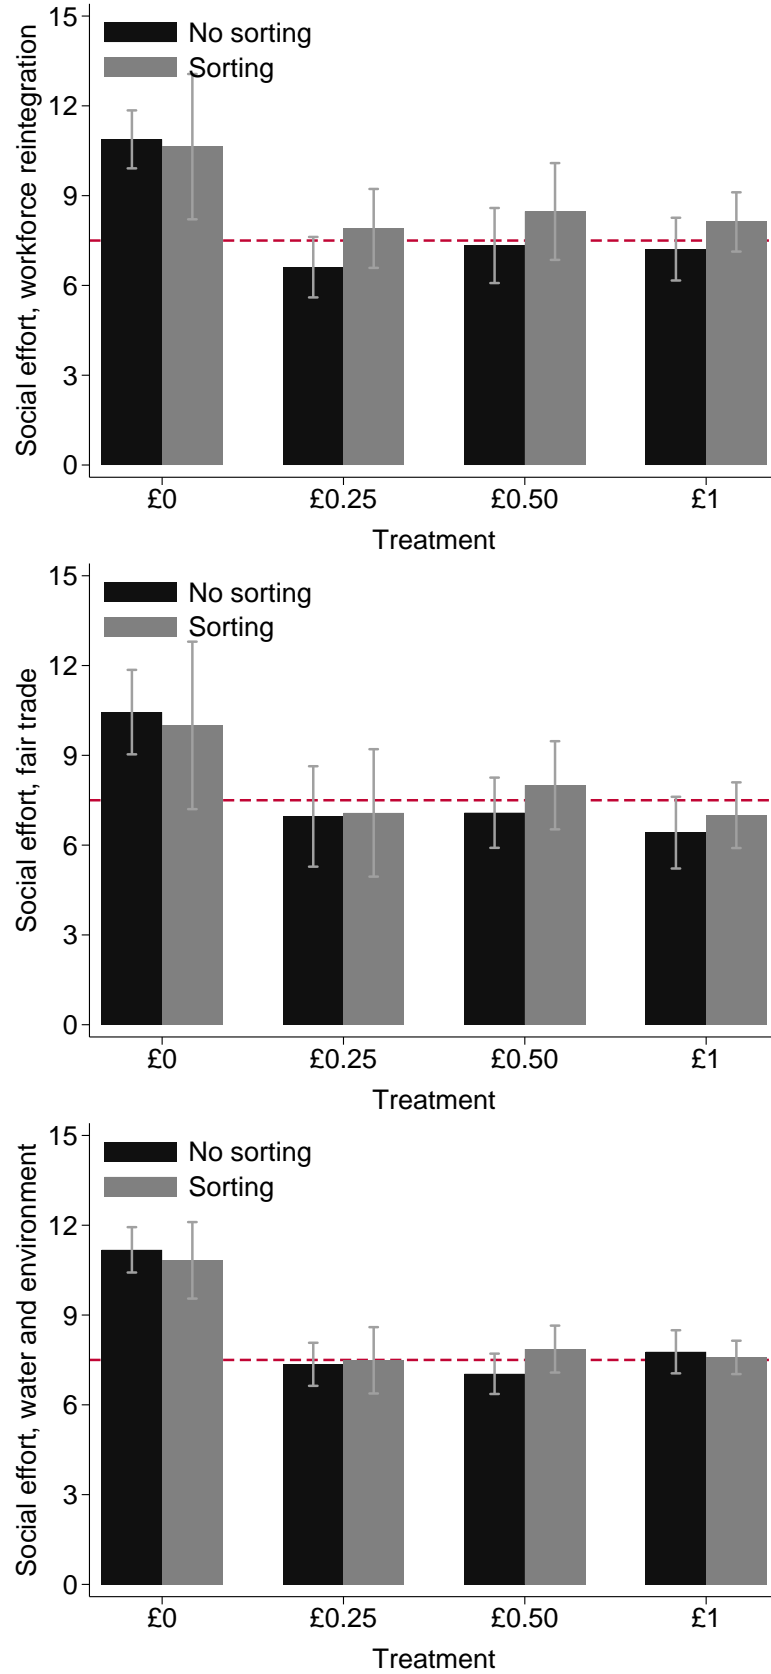 Social effort, workforce reintegration
No sorting
Sorting
15
12
9
6
3
0
£0 £0.25 £0.50 £1
Treatment
Social effort, fair trade
No sorting
Sorting
15
12
9
6
3
0
£0 £0.25 £0.50 £1
Treatment
Social effort, water and environment
No sorting
Sorting
15
12
9
6
3
0
£0 £0.25 £0.50 £1
Treatment